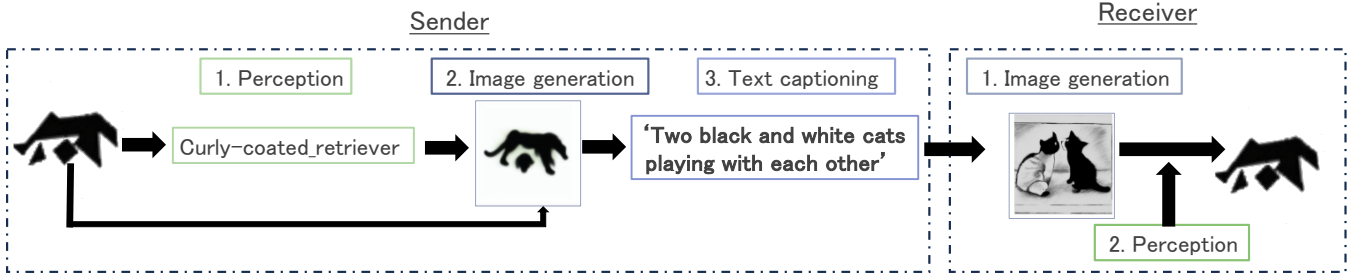 Sender
Receiver
1. Perception
2. Image generation
3. Text captioning
1. Image generation
Curly-coated_retriever
‘Two black and white cats
playing with each other’
2. Perception